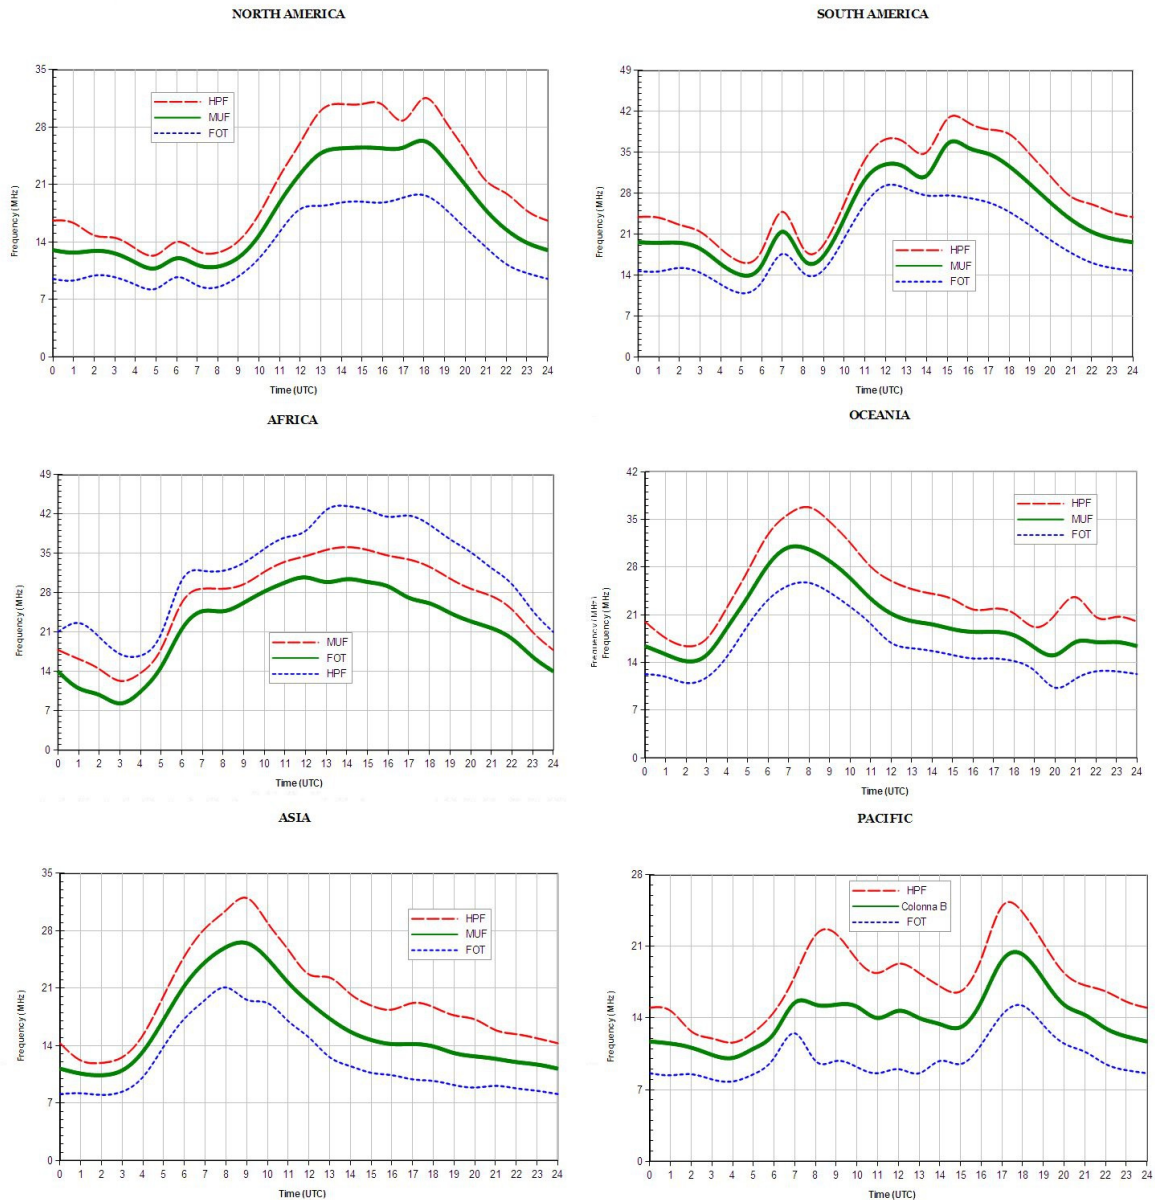 NORTH AMERICA
35
28
21
14
7
0
Frequency (MHz)
HPF
MUF
FOT
0 1 2 3 4 5 6 7 8 9 10 11 12 13 14 15 16 17 18 19 20 21 22 23 24
Time (UTC)
SOUTH AMERICA
49
42
35
28
21
14
7
0
Frequency (MHz)
HPF
MUF
FOT
0 1 2 3 4 5 6 7 8 9 10 11 12 13 14 15 16 17 18 19 20 21 22 23 24
Time (UTC)
AFRICA
49
42
35
28
21
14
7
0
Frequency (MHz)
MUF
FOT
HPF
0 1 2 3 4 5 6 7 8 9 10 11 12 13 14 15 16 17 18 19 20 21 22 23 24
Time (UTC)
OCEANIA
42
35
28
21
14
7
0
Frequency (MHz)
Frequency (MHz)
HPF
MUF
FOT
0 1 2 3 4 5 6 7 8 9 10 11 12 13 14 15 16 17 18 19 20 21 22 23 24
Time (UTC)
ASIA
35
28
21
14
7
0
Frequency (MHz)
HPF
MUF
FOT
0 1 2 3 4 5 6 7 8 9 10 11 12 13 14 15 16 17 18 19 20 21 22 23 24
Time (UTC)
PACIFIC
28
21
14
7
0
Frequency (MHz)
HPF
Colonna B
FOT
0 1 2 3 4 5 6 7 8 9 10 11 12 13 14 15 16 17 18 19 20 21 22 23 24
Time (UTC)